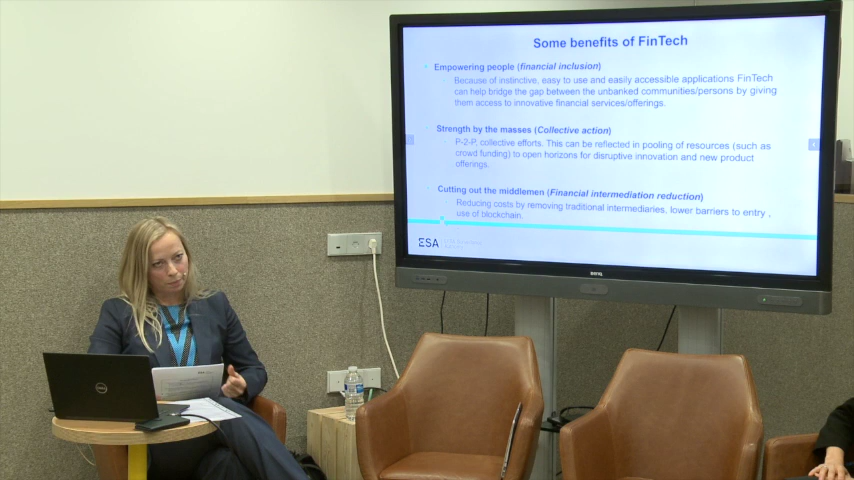 Some benefits of FinTech
Empowering people (financial inclusion)
Because of instinctive, easy to use and easily accessible applications FinTech
can help bridge the gap between the unbanked communities/persons by giving
them access to innovative financial services/offerings.
Strength by the masses (Collective action)
P-2-P, collective efforts. This can be reflected in pooling of resources (such as
crowd funding) to open horizons for disruptive innovation and new product
offerings.
Cutting out the middlemen (Financial intermediation reduction)
Reducing costs by removing traditional intermediaries, lower barriers to entry ,
use of blockchain.
ESA
BenQ
DELL